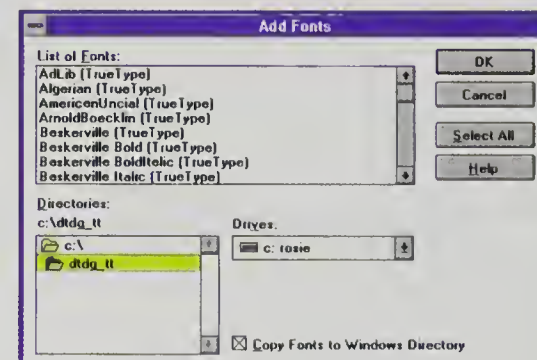 Add Fonts
List of Fonts:
AdLib (TrueType)
Algerian (TrueType)
AmericanUncial (TrueType)
ArnoldBoecklin (TrueType)
Baskerville (TrueType)
Baskerville Bold (TrueType)
Baskerville BoldItalic (TrueType)
Baskerville Italic (TrueType)
OK
Cancel
Select All
Help
Directories:
c:\dtdg_tt
c:\
dtdg_tt
Drives:
c: rosie
Copy Fonts to Windows Directory